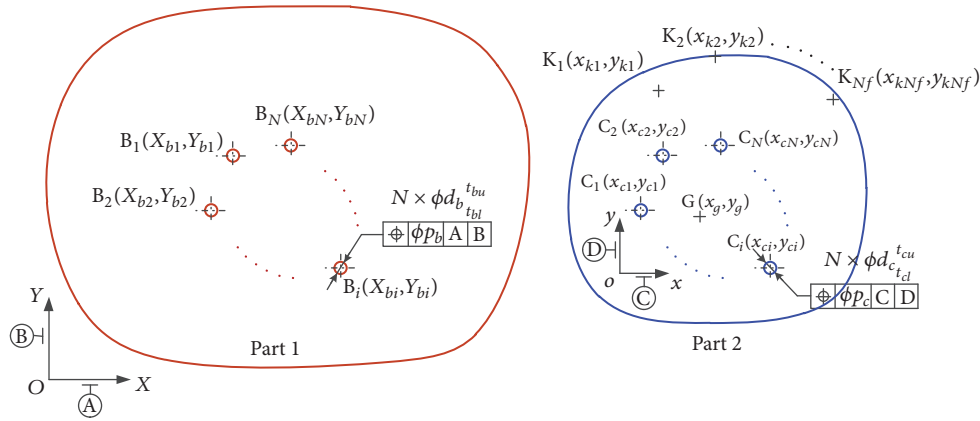 B₁(X_b1,Y_b1)
B_N(X_bN,Y_bN)
B₂(X_b2,Y_b2)
N × ϕd_b t_bu t_bl
⌖ ϕp_b A B
B_i(X_bi,Y_bi)
Part 1
Y
B
O
X
A
K₁(x_k1,y_k1)
K₂(x_k2,y_k2)
K_Nf(x_kNf,y_kNf)
C₂(x_c2,y_c2)
C_N(x_cN,y_cN)
C₁(x_c1,y_c1)
G(x_g,y_g)
y
D
C_i(x_ci,y_ci)
o
x
C
N × ϕd_c t_cu t_cl
⌖ ϕp_c C D
Part 2